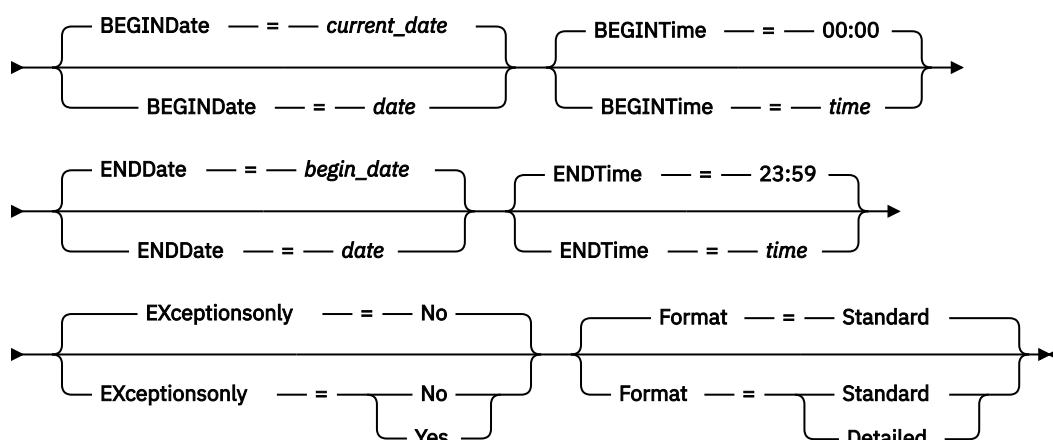 BEGINDate = current_date BEGINTime = 00:00
BEGINDate = date BEGINTime = time
ENDDate = begin_date ENDTime = 23:59
ENDDate = date ENDTime = time
EXceptionsonly = No Format = Standard
EXceptionsonly = No Format = Standard
Yes Detailed